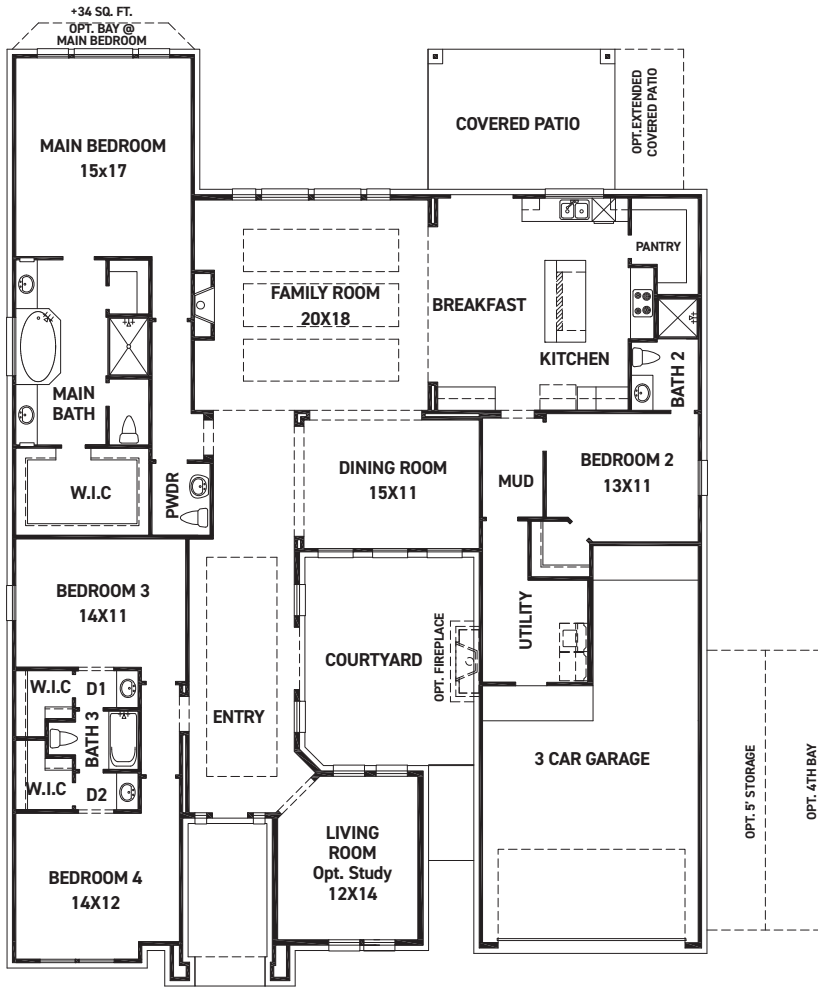 +34 SQ. FT.
OPT. BAY @
MAIN BEDROOM
MAIN BEDROOM
15x17
COVERED PATIO
OPT.EXTENDED
COVERED PATIO
PANTRY
FAMILY ROOM
20X18
BREAKFAST
KITCHEN
BATH 2
MAIN
BATH
W.I.C
PWDR
DINING ROOM
15X11
MUD
BEDROOM 2
13X11
BEDROOM 3
14X11
UTILITY
COURTYARD
OPT. FIREPLACE
W.I.C
D1
BATH 3
ENTRY
W.I.C
D2
3 CAR GARAGE
OPT. 5' STORAGE
OPT. 4TH BAY
LIVING
ROOM
Opt. Study
12X14
BEDROOM 4
14X12